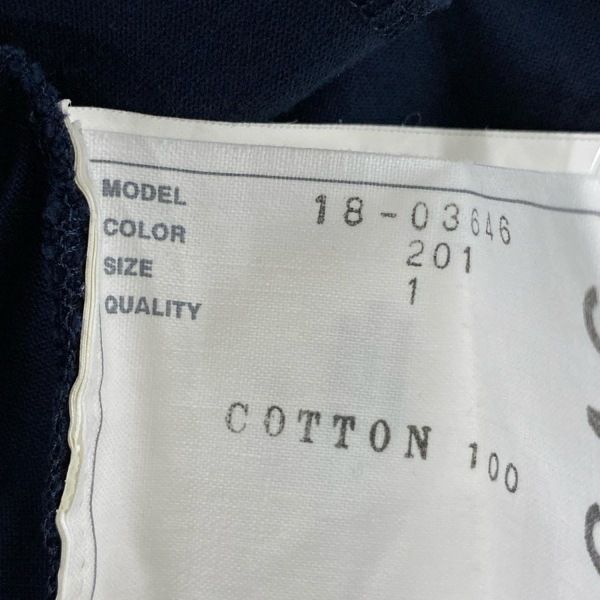 MODEL 18-03646
COLOR 201
SIZE 1
QUALITY
COTTON 100